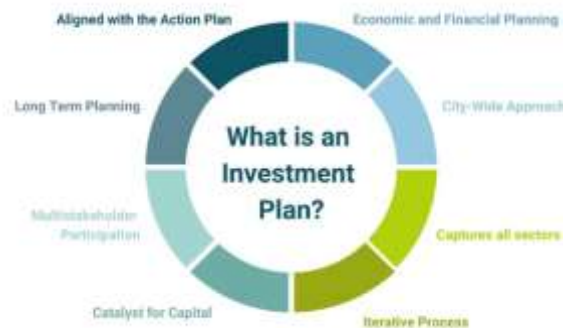 Aligned with the Action Plan
Economic and Financial Planning
Long Term Planning
City-Wide Approach
What is an
Investment
Plan?
Multistakeholder
Participation
Captures all sectors
Catalyst for Capital
Iterative Process